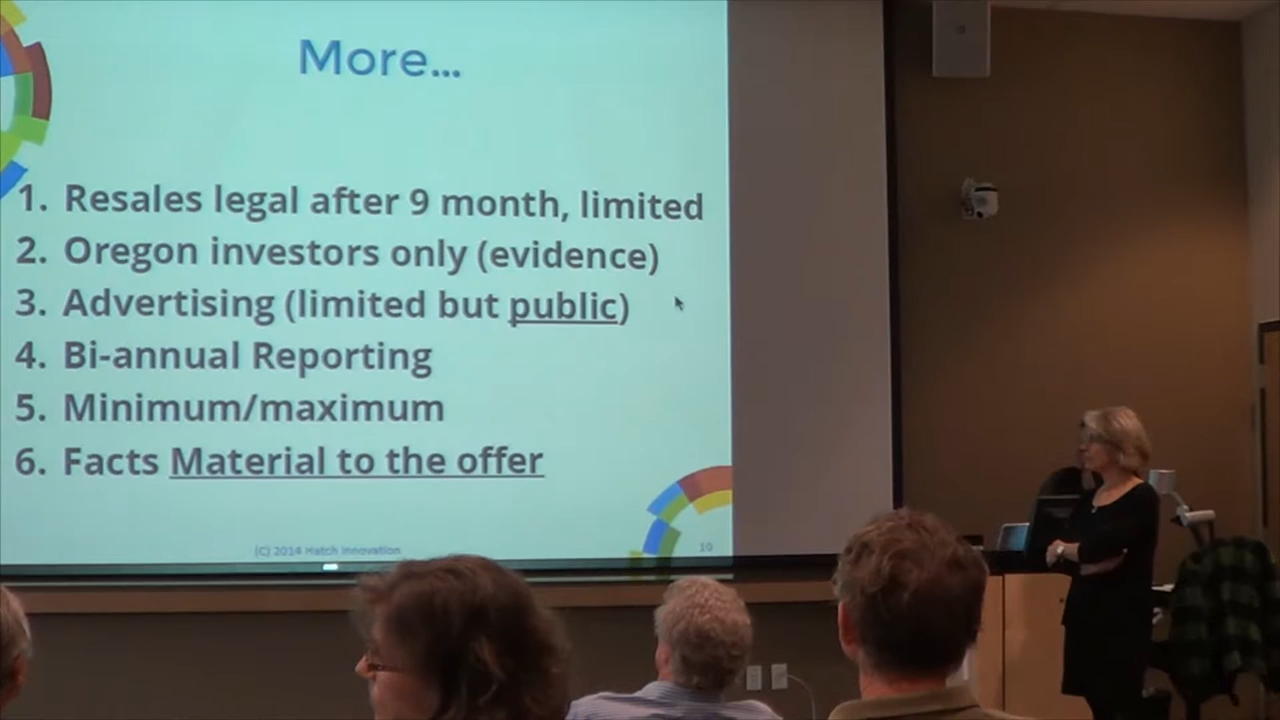 More...
1. Resales legal after 9 month, limited
2. Oregon investors only (evidence)
3. Advertising (limited but public)
4. Bi-annual Reporting
5. Minimum/maximum
6. Facts Material to the offer
(C) 2014 Hatch Innovation
10